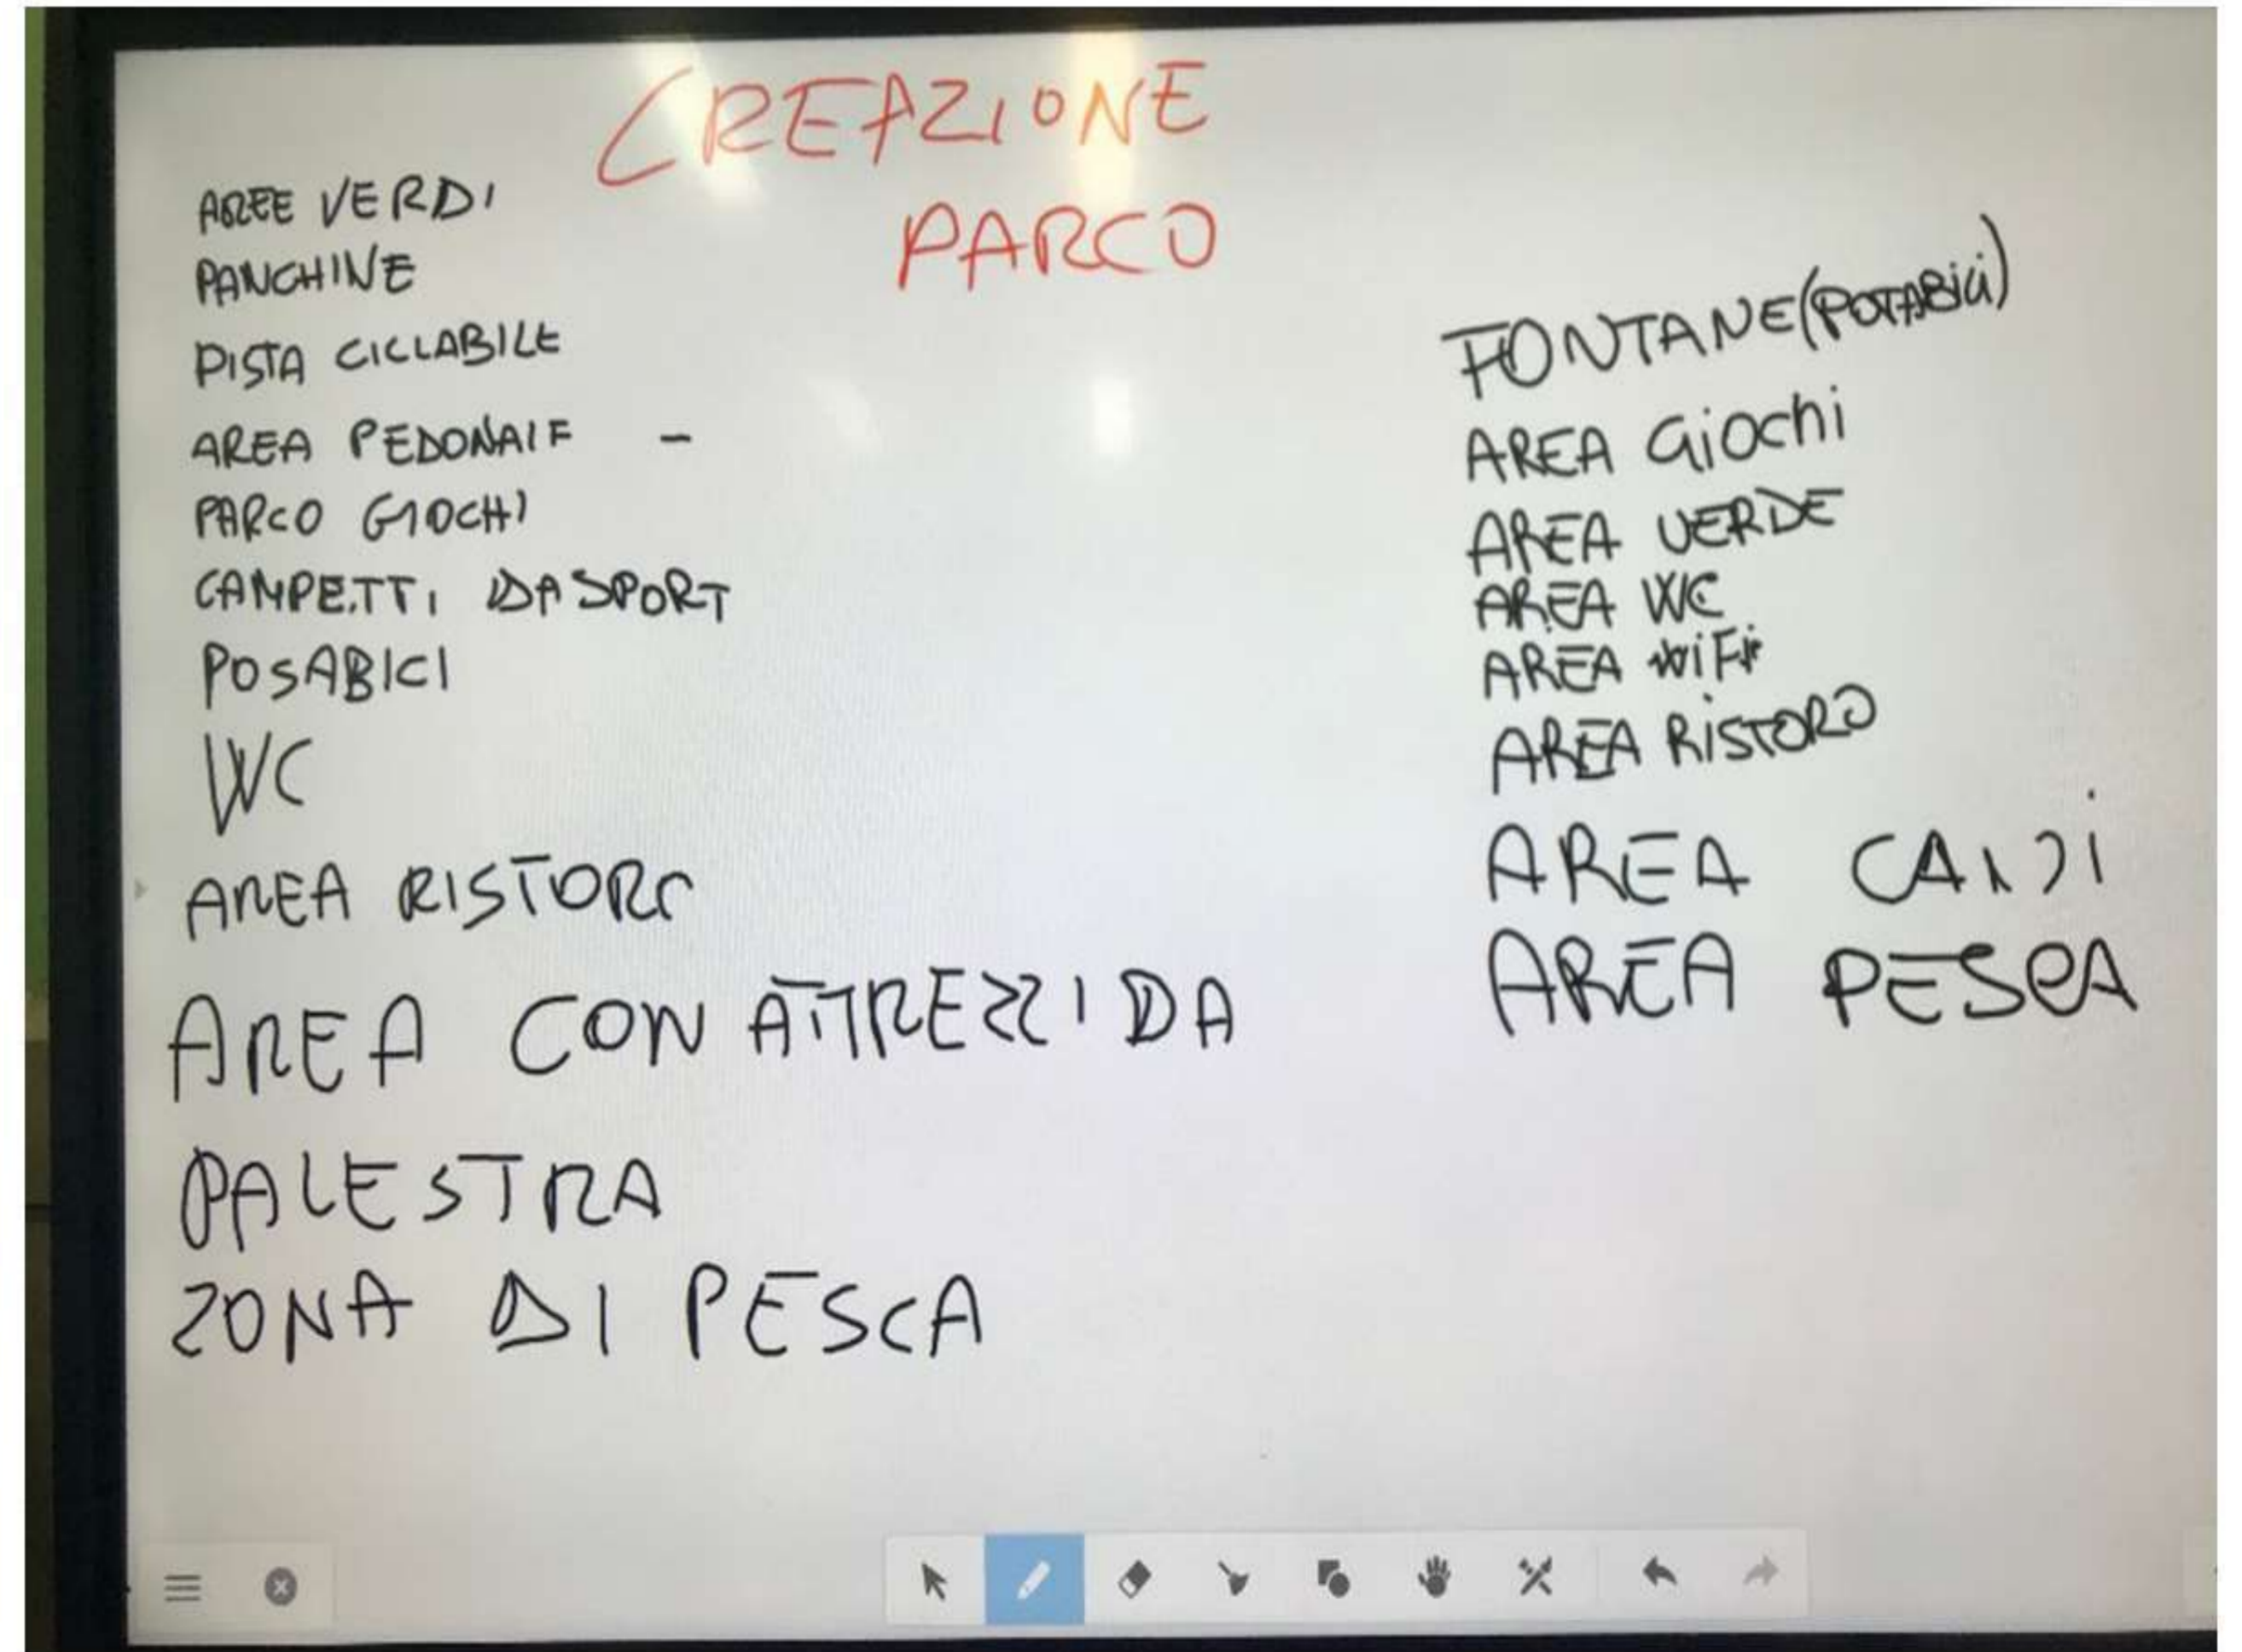 CREAZIONE
PARCO
AREE VERDI
PANCHINE
PISTA CICLABILE
AREA PEDONALE -
PARCO GIOCHI
CAMPETTI DA SPORT
POSABICI
WC
AREA RISTORO
AREA CON ATTREZZI DA
PALESTRA
ZONA DI PESCA
FONTANE (POTABILI)
AREA Giochi
AREA VERDE
AREA WC
AREA WiFi
AREA RiSTORO
AREA CANi
AREA PESCA